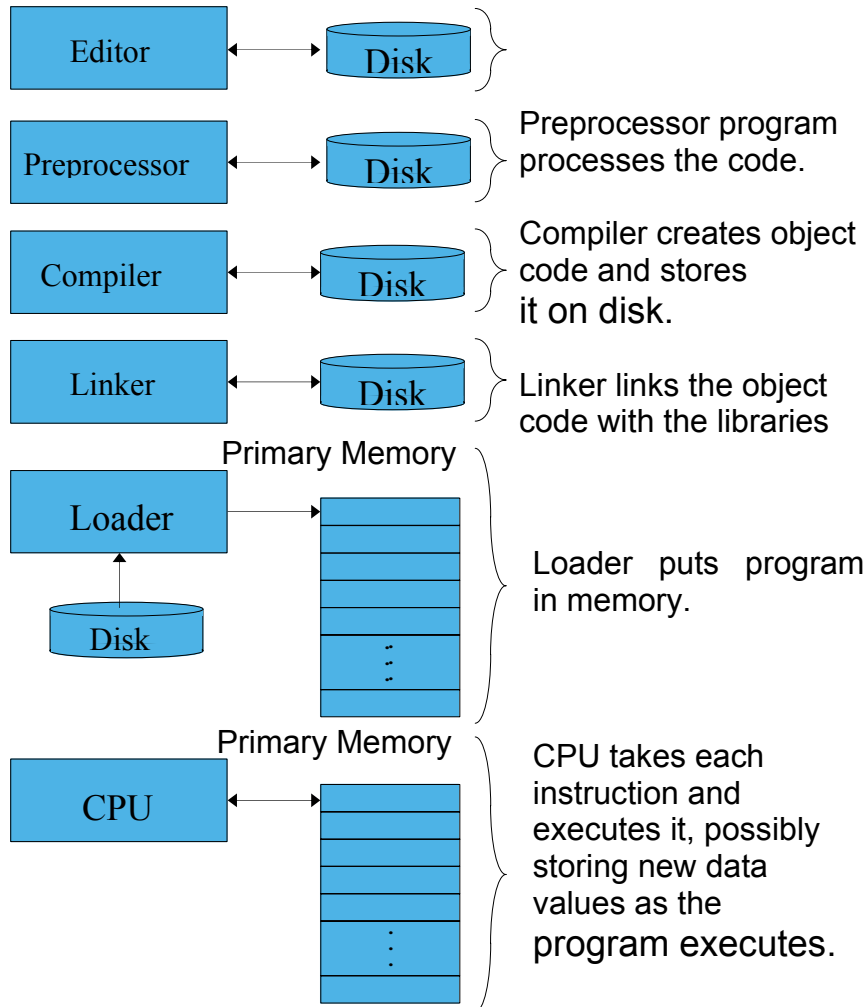 Editor
Disk
Preprocessor
Disk
Preprocessor program
processes the code.
Compiler
Disk
Compiler creates object
code and stores
it on disk.
Linker
Disk
Linker links the object
code with the libraries
Primary Memory
Loader
Disk
Loader puts program
in memory.
Primary Memory
CPU
CPU takes each
instruction and
executes it, possibly
storing new data
values as the
program executes.